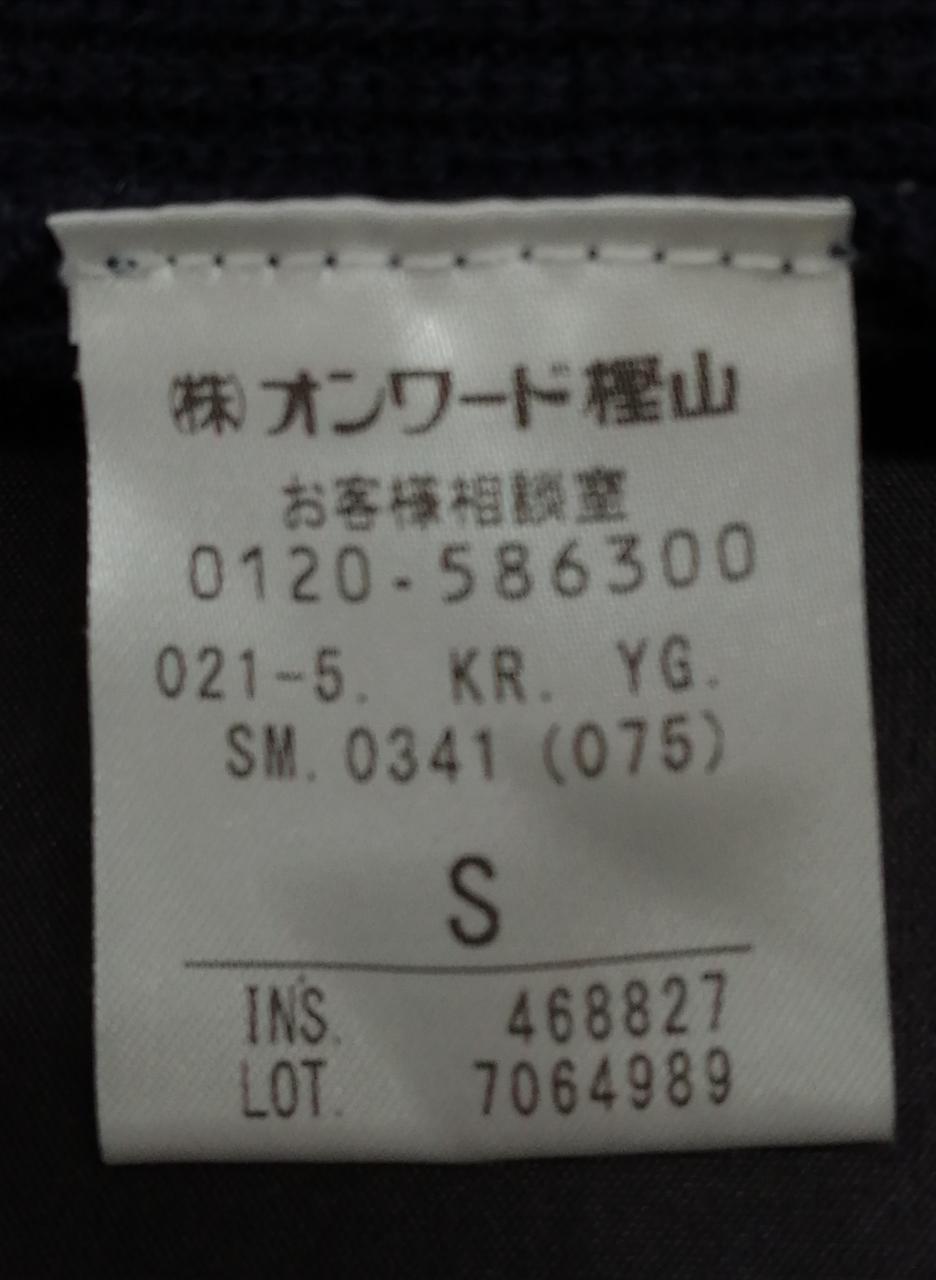 ㈱オンワード樫山
お客様相談室
0120-586300
021-5. KR. YG.
SM. 0341 (075)
S
INS. 468827
LOT. 7064989